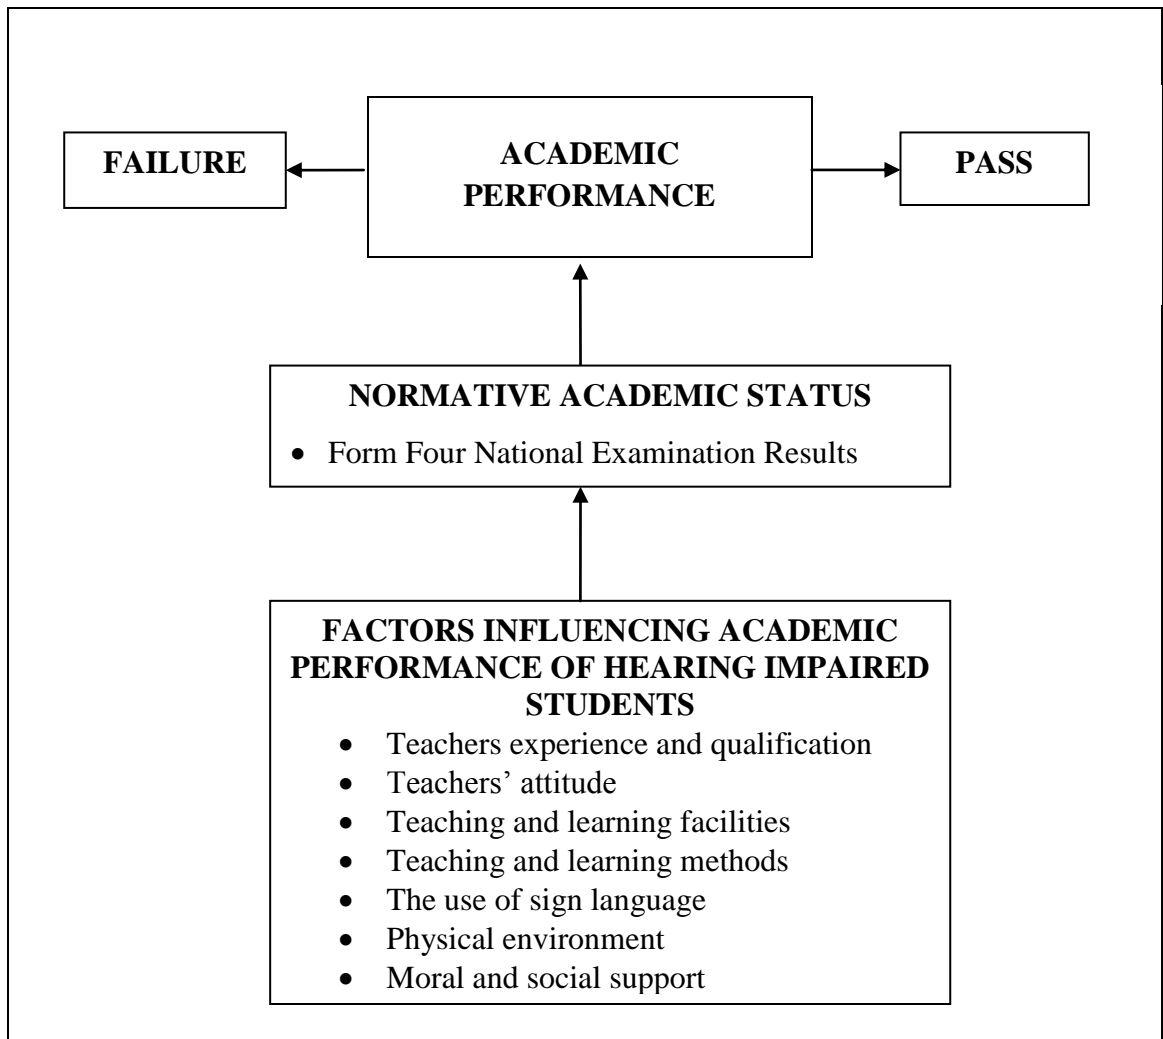 FAILURE
ACADEMIC
PERFORMANCE
PASS
NORMATIVE ACADEMIC STATUS
• Form Four National Examination Results
FACTORS INFLUENCING ACADEMIC
PERFORMANCE OF HEARING IMPAIRED
STUDENTS
• Teachers experience and qualification
• Teachers’ attitude
• Teaching and learning facilities
• Teaching and learning methods
• The use of sign language
• Physical environment
• Moral and social support